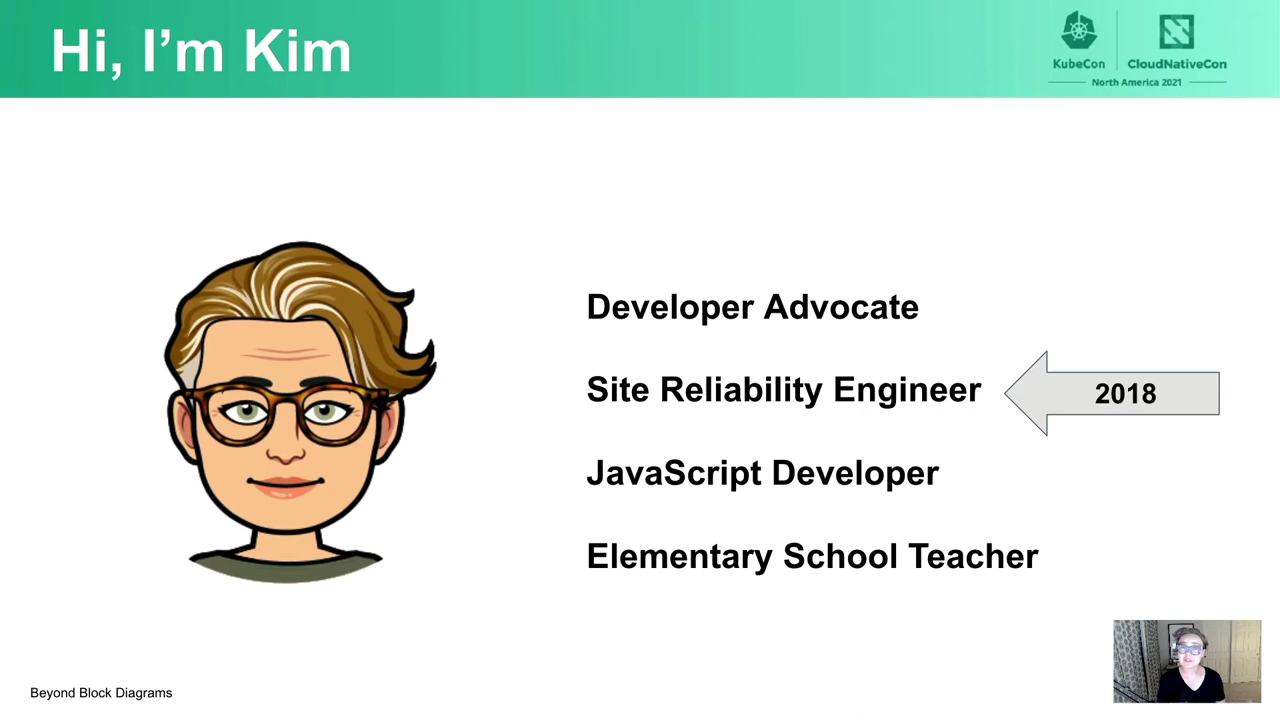 Hi, I’m Kim
KubeCon
CloudNativeCon
North America 2021
Developer Advocate
Site Reliability Engineer
2018
JavaScript Developer
Elementary School Teacher
Beyond Block Diagrams